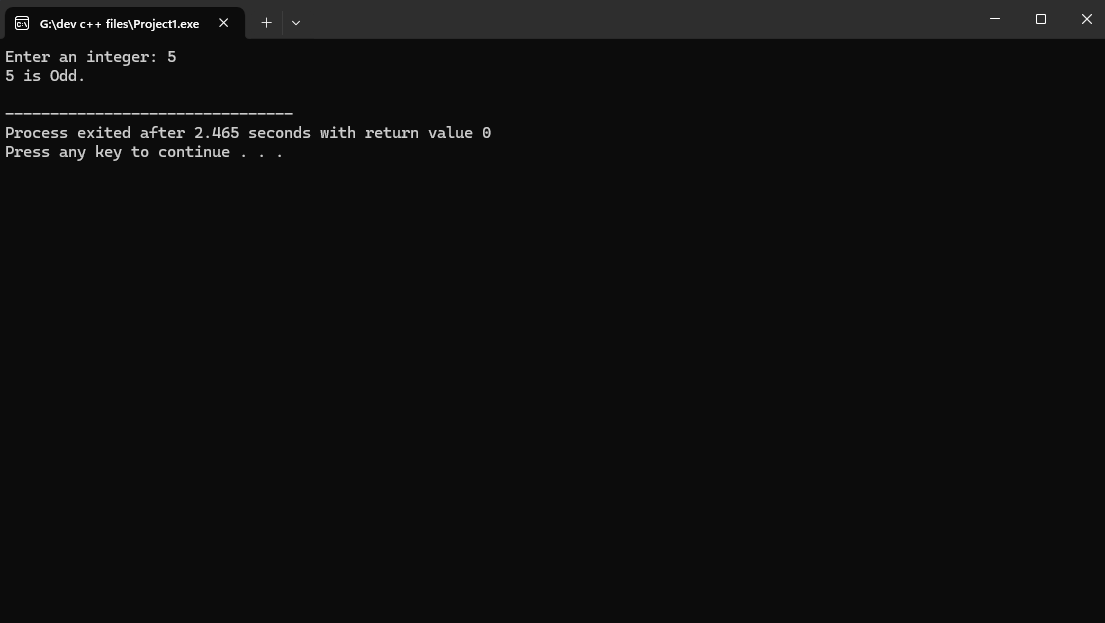 G:\dev c++ files\Project1.exe
Enter an integer: 5
5 is Odd.
--------------------------------
Process exited after 2.465 seconds with return value 0
Press any key to continue . . .